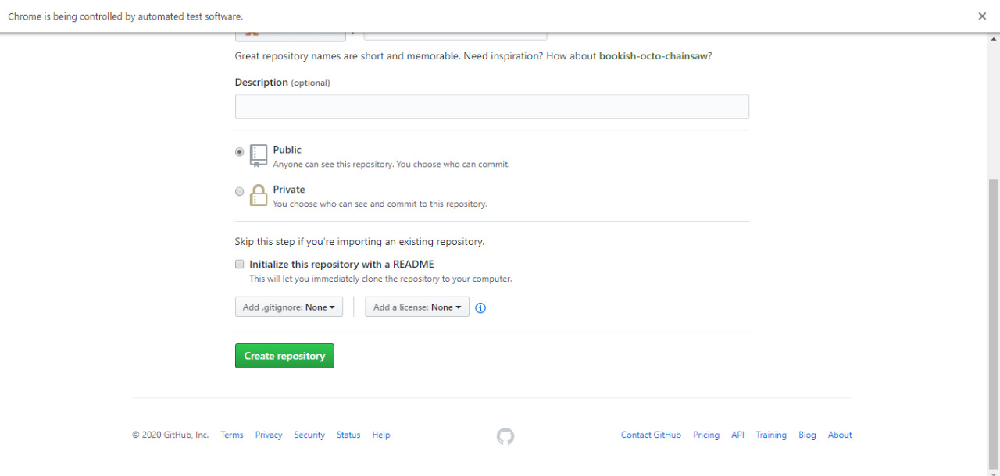 Chrome is being controlled by automated test software.
Great repository names are short and memorable. Need inspiration? How about bookish-octo-chainsaw?
Description (optional)
Public
Anyone can see this repository. You choose who can commit.
Private
You choose who can see and commit to this repository.
Skip this step if you're importing an existing repository.
Initialize this repository with a README
This will let you immediately clone the repository to your computer.
Add .gitignore: None Add a license: None
Create repository
© 2020 GitHub, Inc. Terms Privacy Security Status Help Contact GitHub Pricing API Training Blog About